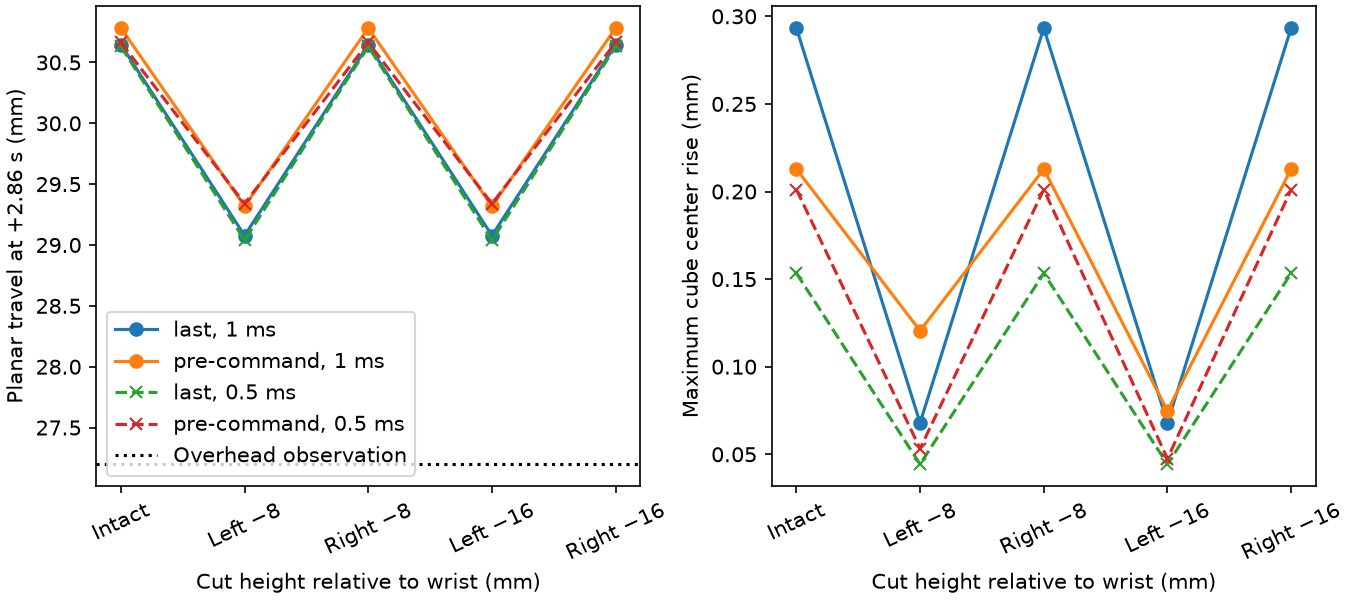 Planar travel at +2.86 s (mm)
30.5
30.0
29.5
29.0
28.5
28.0
27.5
last, 1 ms
pre-command, 1 ms
last, 0.5 ms
pre-command, 0.5 ms
Overhead observation
Intact
Left −8
Right −8
Left −16
Right −16
Cut height relative to wrist (mm)
Maximum cube center rise (mm)
0.30
0.25
0.20
0.15
0.10
0.05
Intact
Left −8
Right −8
Left −16
Right −16
Cut height relative to wrist (mm)